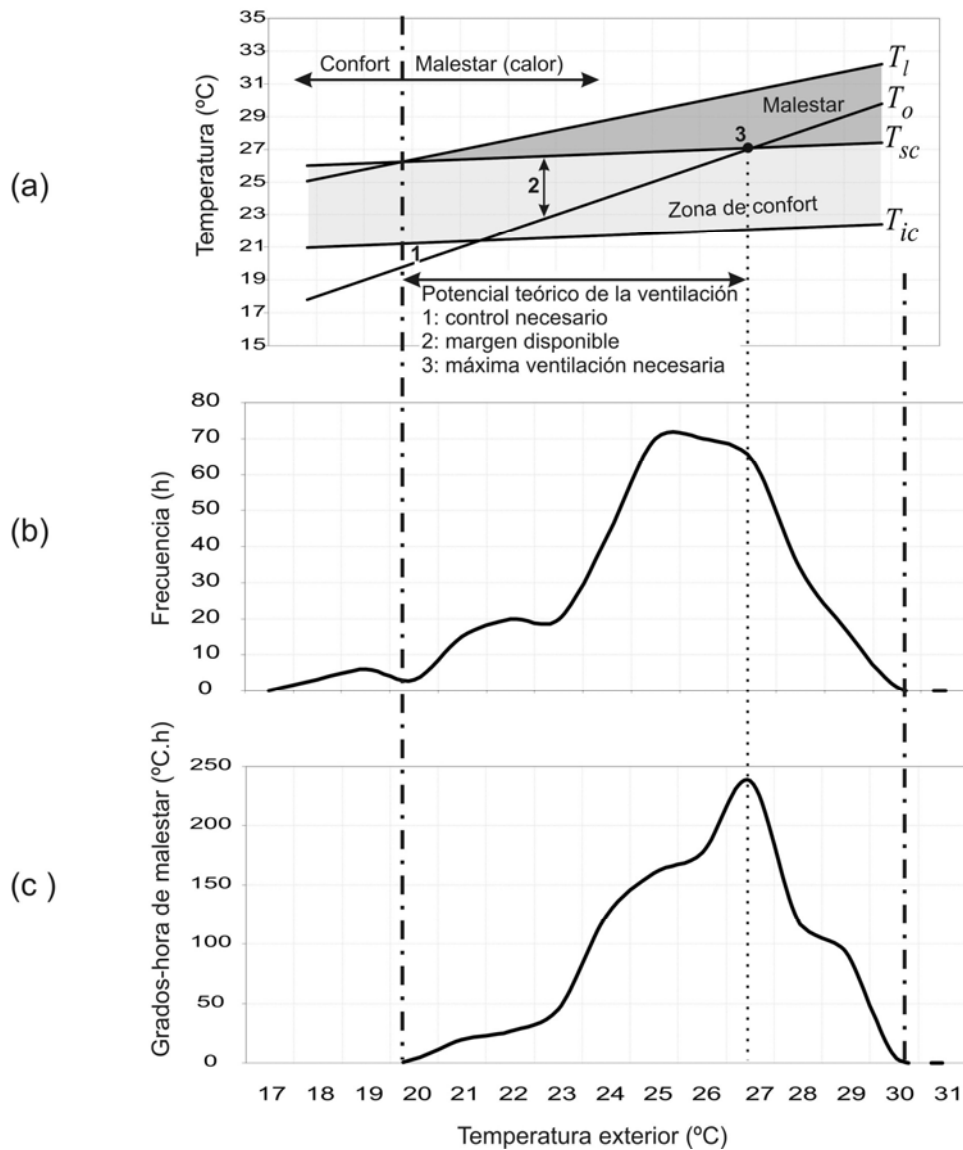 (a)
Temperatura (ºC)
35
33
31
29
27
25
23
21
19
17
15
Confort
Malestar (calor)
Malestar
Zona de confort
T_l
T_o
T_sc
T_ic
3
2
1
Potencial teórico de la ventilación
1: control necesario
2: margen disponible
3: máxima ventilación necesaria
(b)
Frecuencia (h)
80
70
60
50
40
30
20
10
0
(c )
Grados-hora de malestar (ºC.h)
250
200
150
100
50
0
17 18 19 20 21 22 23 24 25 26 27 28 29 30 31
Temperatura exterior (ºC)